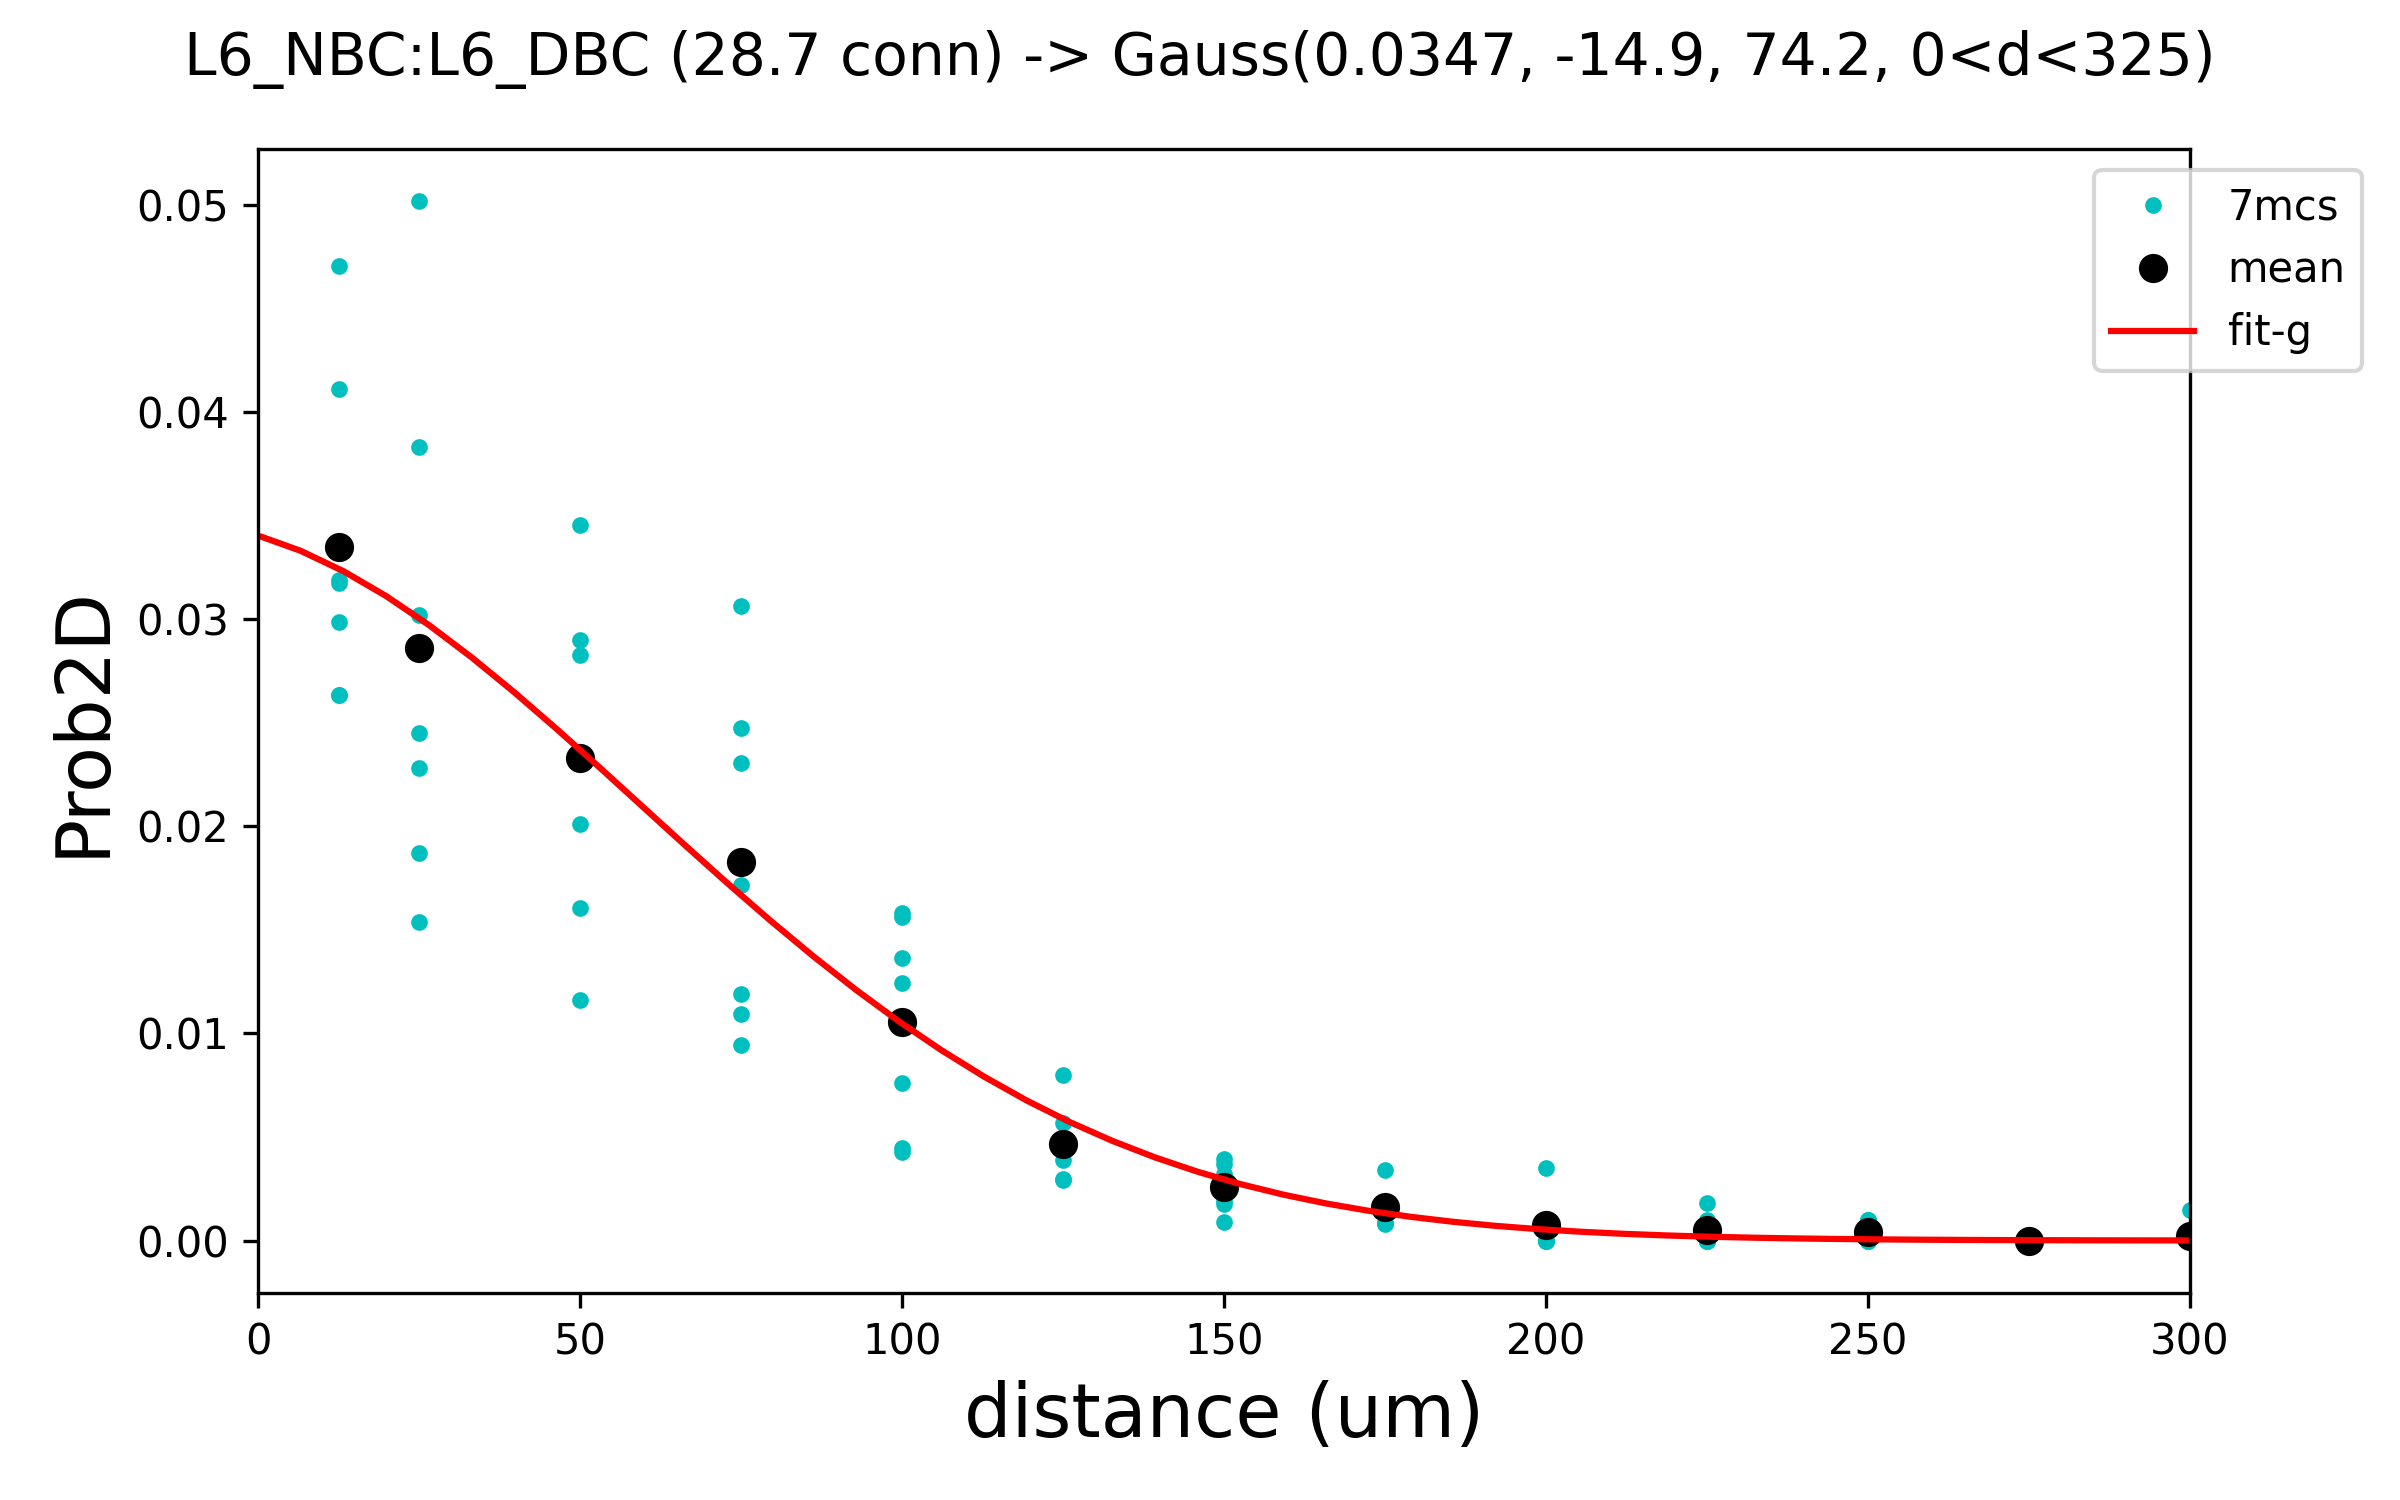 L6_NBC:L6_DBC (28.7 conn) -> Gauss(0.0347, -14.9, 74.2, 0<d<325)
7mcs
mean
fit-g
Prob2D
0.05
0.04
0.03
0.02
0.01
0.00
0 50 100 150 200 250 300
distance (um)